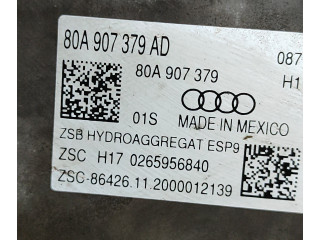 80A 907 379 AD 087
80A 907 379 H1
01S MADE IN MEXICO
ZSB HYDROAGGREGAT ESP9
ZSC H17 0265956840
ZSC-86426.11.2000012139